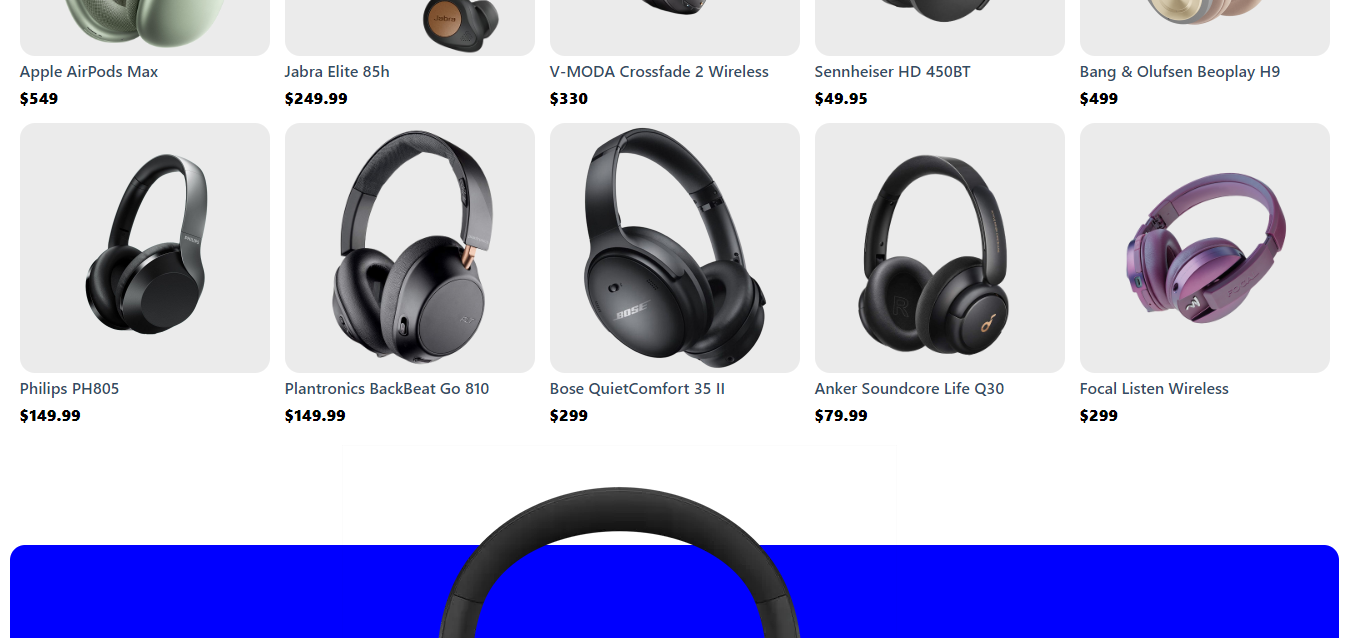 Jabra
Apple AirPods Max
Jabra Elite 85h
V-MODA Crossfade 2 Wireless
Sennheiser HD 450BT
Bang & Olufsen Beoplay H9
$549
$249.99
$330
$49.95
$499
PHILIPS
BOSE
Philips PH805
Plantronics BackBeat Go 810
Bose QuietComfort 35 II
Anker Soundcore Life Q30
Focal Listen Wireless
$149.99
$149.99
$299
$79.99
$299